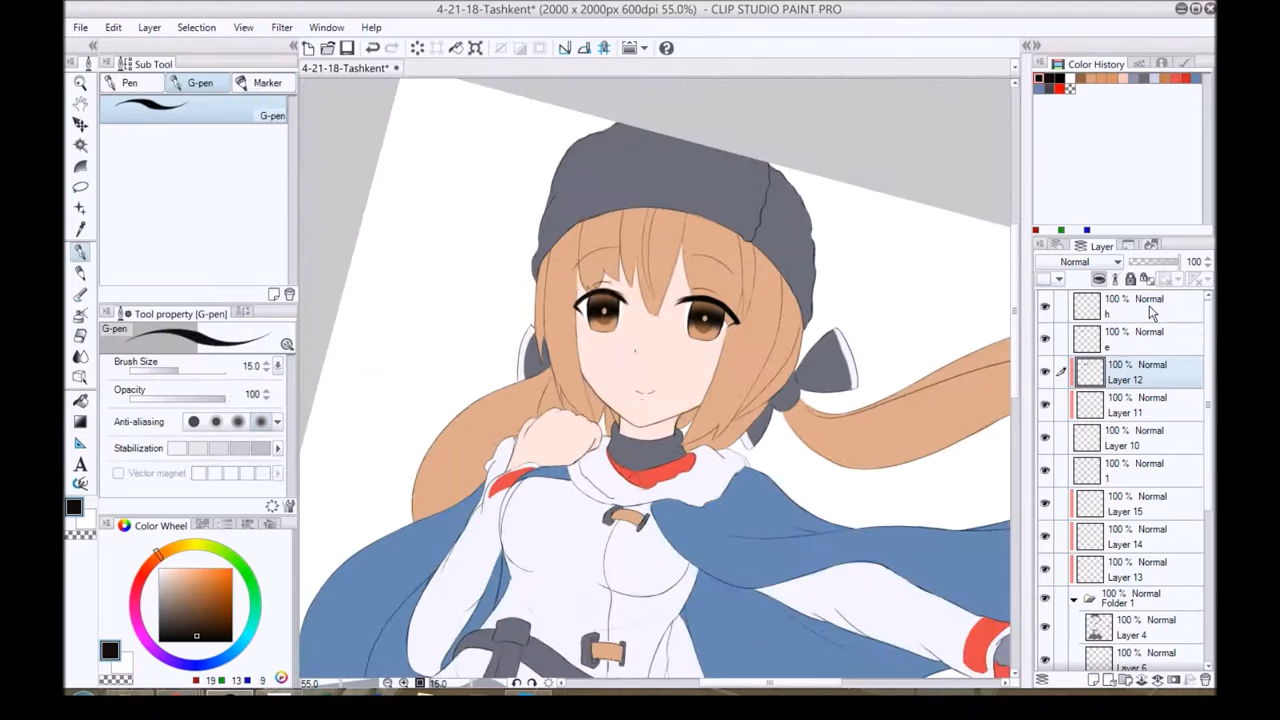 4-21-18-Tashkent* (2000 x 2000px 600dpi 55.0%) - CLIP STUDIO PAINT PRO
File Edit Layer Selection View Filter Window Help
Sub Tool
4-21-18-Tashkent*
Color History
Pen G-pen Marker
G-pen
Layer
Normal 100
100 % Normal
h
100 % Normal
e
100 % Normal
Layer 12
100 % Normal
Layer 11
100 % Normal
Layer 10
100 % Normal
1
100 % Normal
Layer 15
100 % Normal
Layer 14
100 % Normal
Layer 13
100 % Normal
Folder 1
100 % Normal
Layer 4
100 % Normal
Layer 6
Tool property [G-pen]
G-pen
Brush Size 15.0
Opacity 100
Anti-aliasing
Stabilization
Vector magnet
A
Color Wheel
19 13 9
55.0 15.0